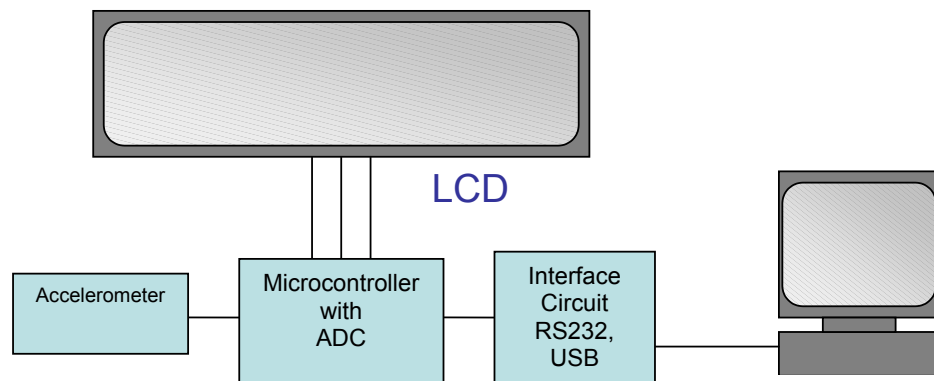 LCD
Accelerometer
Microcontroller
with
ADC
Interface
Circuit
RS232,
USB